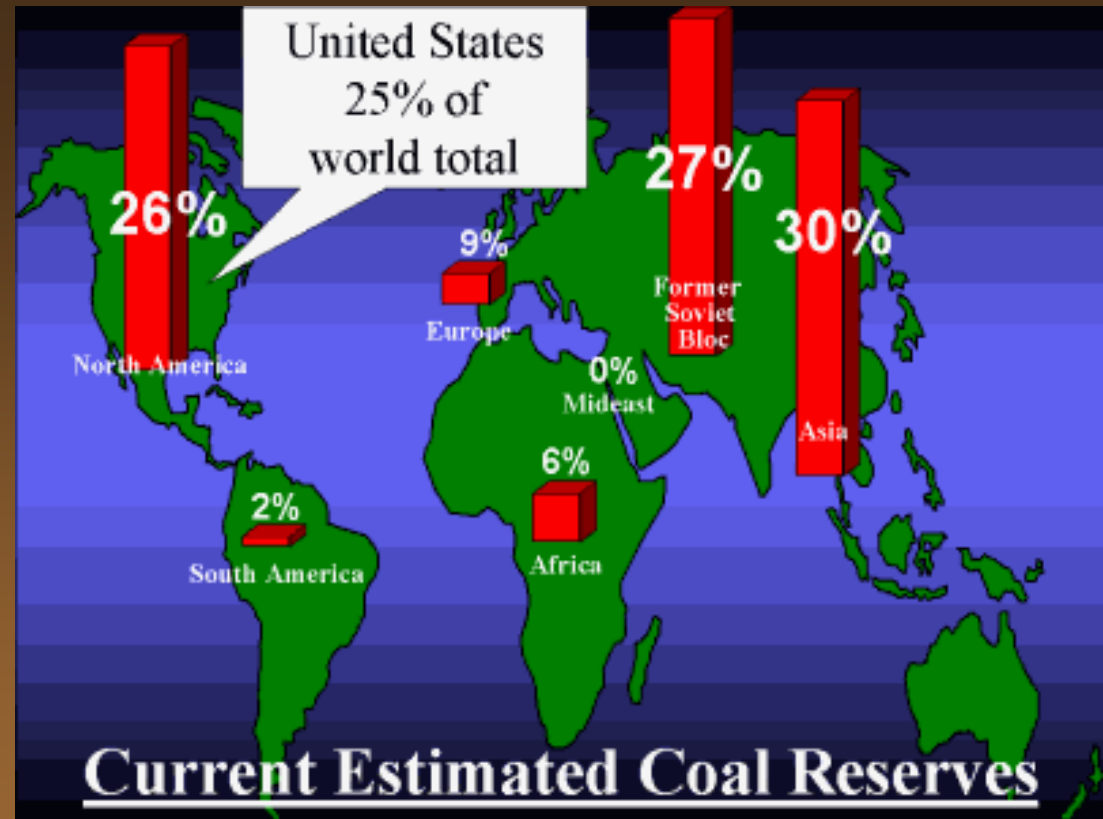 United States
25% of
world total
26%
North America
9%
Europe
27%
Former
Soviet
Bloc
30%
Asia
0%
Mideast
6%
Africa
2%
South America
Current Estimated Coal Reserves